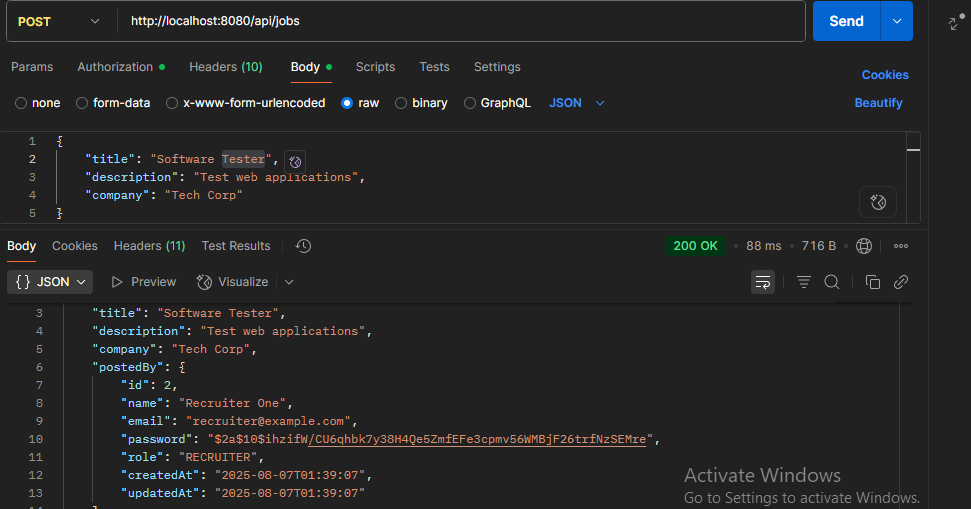 POST http://localhost:8080/api/jobs Send
Params Authorization Headers (10) Body Scripts Tests Settings Cookies
none form-data x-www-form-urlencoded raw binary GraphQL JSON Beautify
1 {
2 "title": "Software Tester",
3 "description": "Test web applications",
4 "company": "Tech Corp"
5 }
Body Cookies Headers (11) Test Results 200 OK • 88 ms • 716 B
{} JSON Preview Visualize
3 "title": "Software Tester",
4 "description": "Test web applications",
5 "company": "Tech Corp",
6 "postedBy": {
7 "id": 2,
8 "name": "Recruiter One",
9 "email": "recruiter@example.com",
10 "password": "$2a$10$ihzifW/CU6qhbk7y38H4Qe5ZmfEFe3cpmv56WMBjF26trfNzSEMre",
11 "role": "RECRUITER",
12 "createdAt": "2025-08-07T01:39:07",
13 "updatedAt": "2025-08-07T01:39:07"
Activate Windows
Go to Settings to activate Windows.